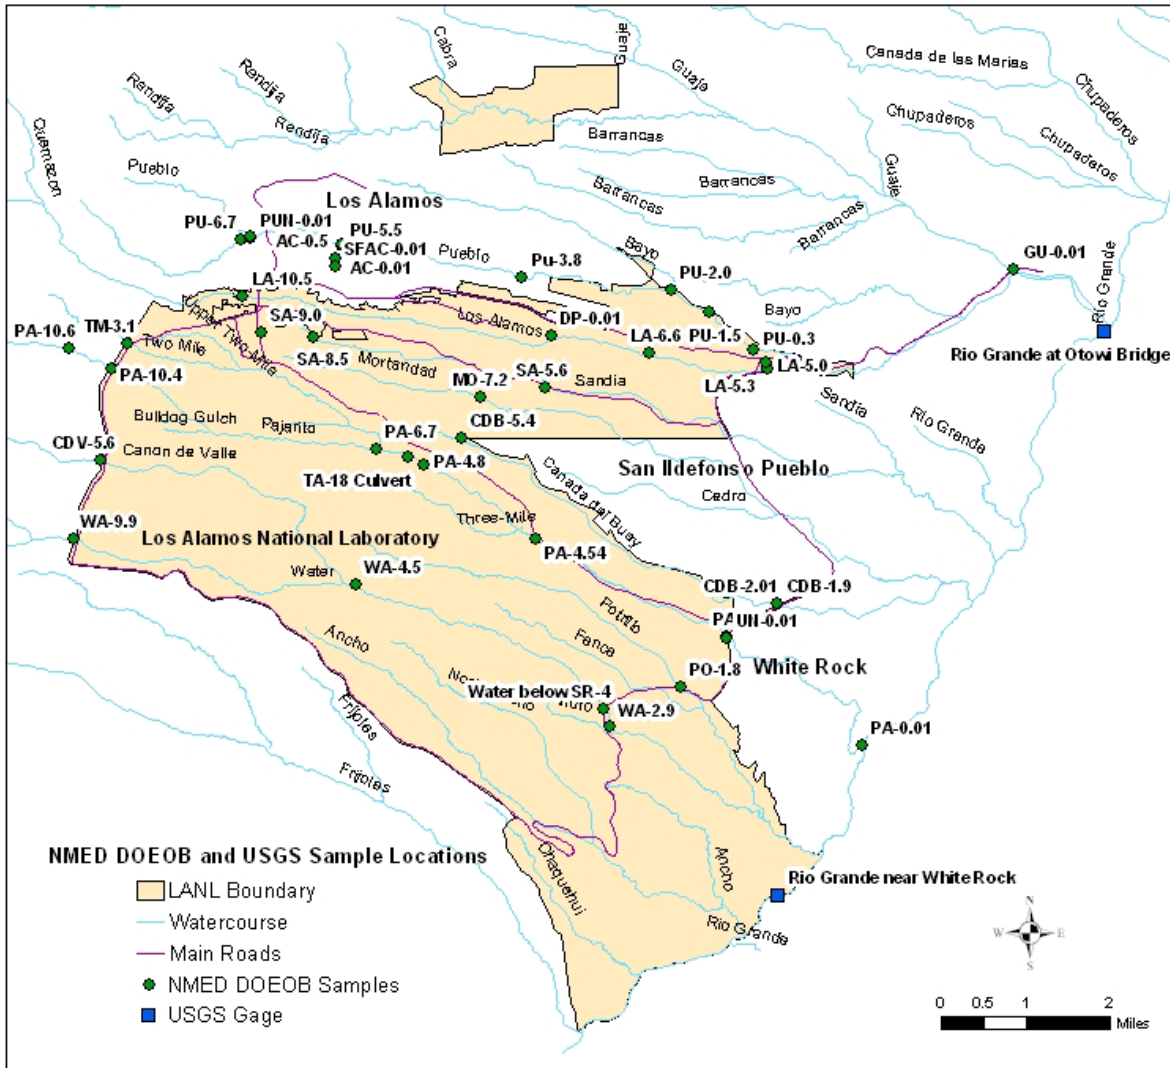 Cabra
Guaje
Canada de las Marias
Guaje
Chupaderos
Rendija
Rendija
Rendija
Chupaderos
Chupaderos
Quemazon
Barrancas
Pueblo
Guaje
Barrancas
Barrancas
Barrancas
Los Alamos
PU-6.7
PUN-0.01
PU-5.5
AC-0.5
SFAC-0.01
AC-0.01
Pueblo
Pu-3.8
Bayo
PU-2.0
GU-0.01
Rio Grande
LA-10.5
Upper Two Mile
SA-9.0
Los Alamos
DP-0.01
Bayo
PA-10.6
TM-3.1
Two Mile
SA-8.5
LA-6.6
PU-1.5
PU-0.3
Rio Grande at Otowi Bridge
PA-10.4
Mortandad
MO-7.2
SA-5.6
Sandia
LA-5.3
LA-5.0
Sandia
Rio Grande
Bulldog Gulch
Pajarito
CDB-5.4
CDV-5.6
Canon de Valle
PA-6.7
PA-4.8
TA-18 Culvert
Canada del Buey
San Ildefonso Pueblo
Cedro
WA-9.9
Los Alamos National Laboratory
Three-Mile
PA-4.54
Water
WA-4.5
CDB-2.01
CDB-1.9
Potrillo
Fence
PA
UN-0.01
Ancho
White Rock
PO-1.8
Water below SR-4
WA-2.9
PA-0.01
Frijoles
Frijoles
Chaquehui
Ancho
Rio Grande near White Rock
Rio Grande
NMED DOEOB and USGS Sample Locations
LANL Boundary
Watercourse
Main Roads
NMED DOEOB Samples
USGS Gage
N
W
E
S
0 0.5 1 2
Miles